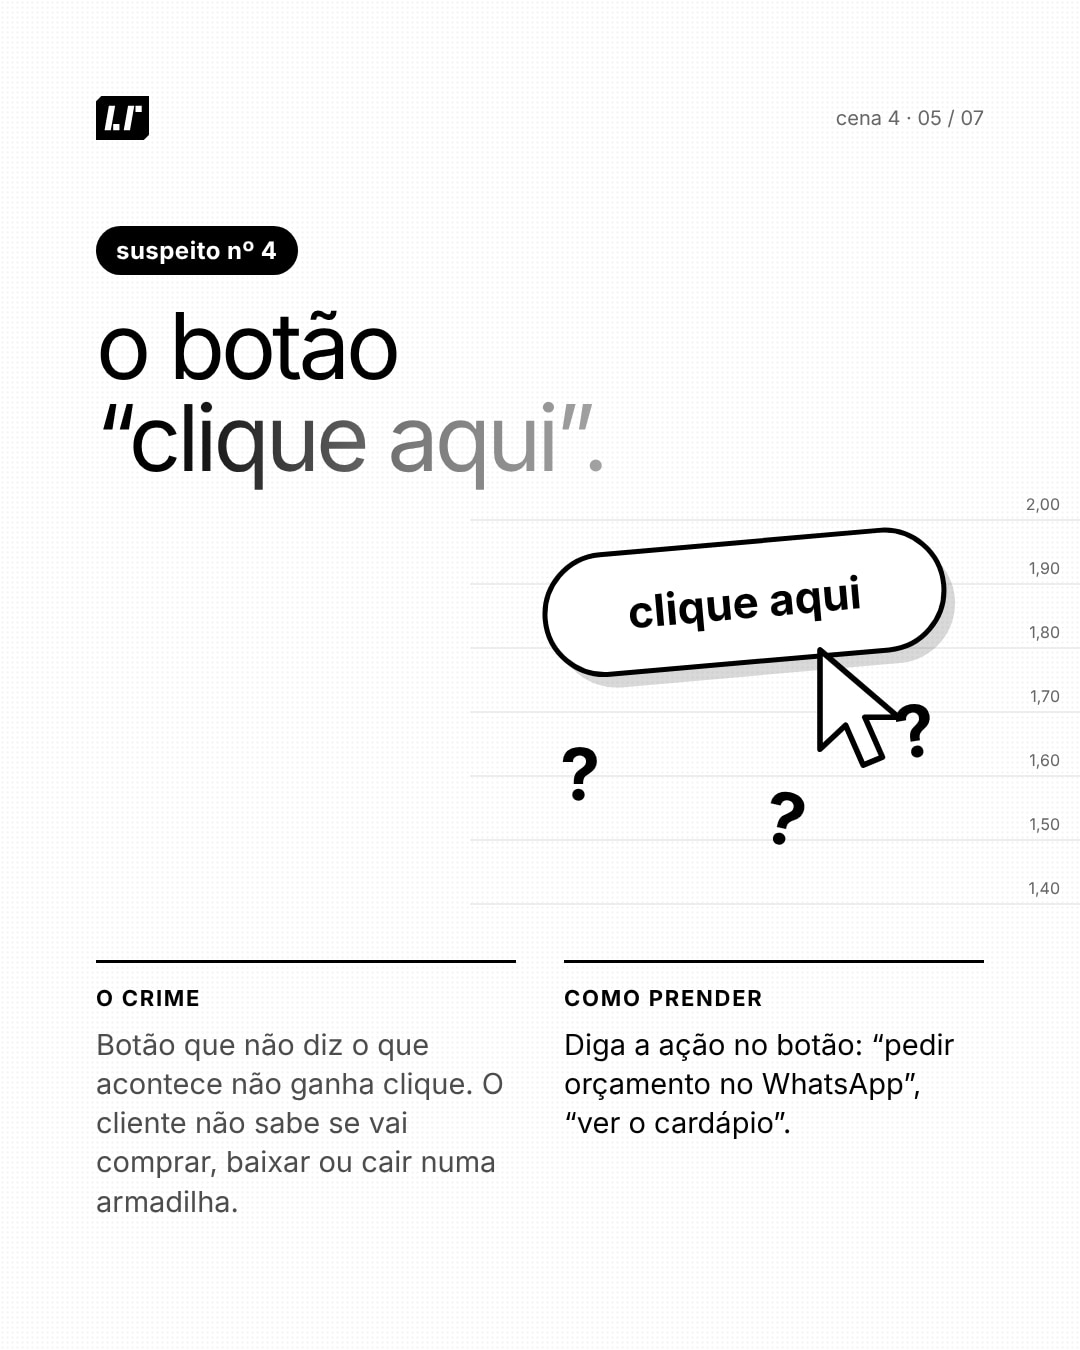 LT
cena 4 · 05 / 07
suspeito nº 4
o botão
“clique aqui”.
2,00
1,90
1,80
1,70
1,60
1,50
1,40
clique aqui
?
?
?
O CRIME
Botão que não diz o que
acontece não ganha clique. O
cliente não sabe se vai
comprar, baixar ou cair numa
armadilha.
COMO PRENDER
Diga a ação no botão: “pedir
orçamento no WhatsApp”,
“ver o cardápio”.